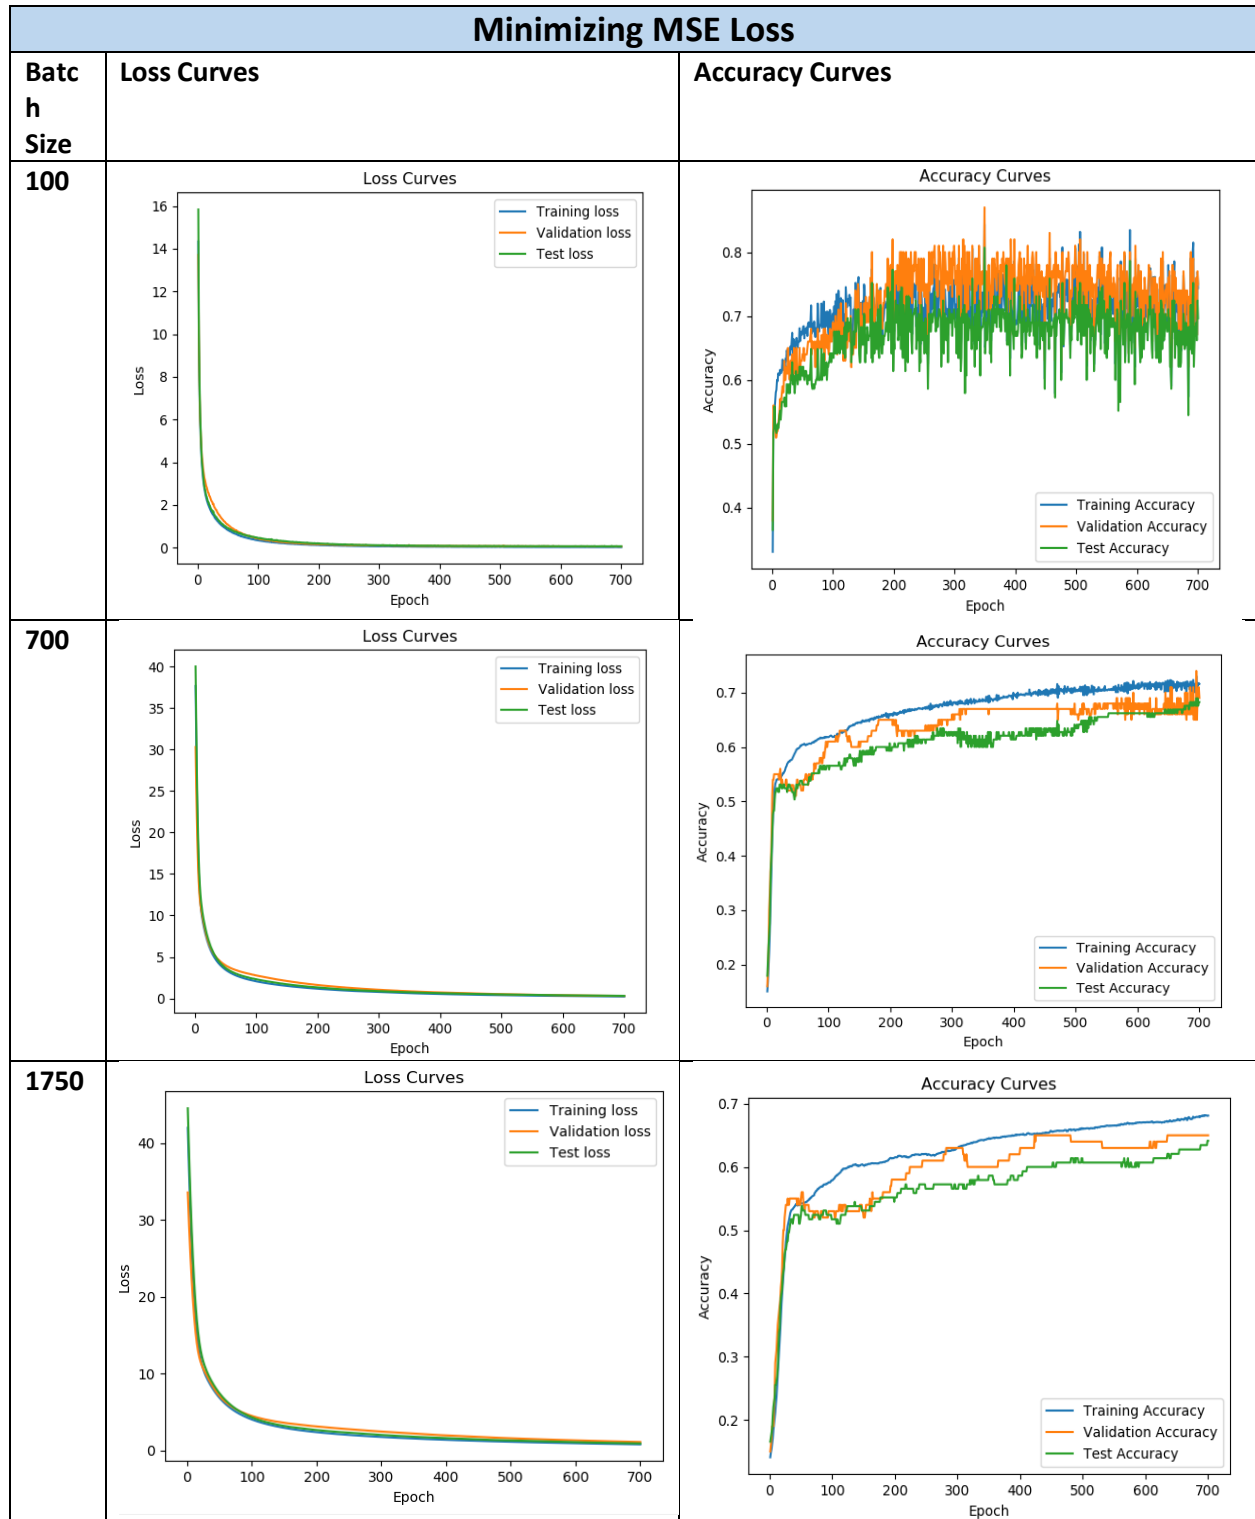 Minimizing MSE Loss
Batc
h
Size
Loss Curves
Accuracy Curves
100
Loss Curves
Training loss
Validation loss
Test loss
16
14
12
10
8
6
4
2
0
Loss
0 100 200 300 400 500 600 700
Epoch
Accuracy Curves
0.8
0.7
0.6
0.5
0.4
Accuracy
Training Accuracy
Validation Accuracy
Test Accuracy
0 100 200 300 400 500 600 700
Epoch
700
Loss Curves
Training loss
Validation loss
Test loss
40
35
30
25
20
15
10
5
0
Loss
0 100 200 300 400 500 600 700
Epoch
Accuracy Curves
0.7
0.6
0.5
0.4
0.3
0.2
Accuracy
Training Accuracy
Validation Accuracy
Test Accuracy
0 100 200 300 400 500 600 700
Epoch
1750
Loss Curves
Training loss
Validation loss
Test loss
40
30
20
10
0
Loss
0 100 200 300 400 500 600 700
Epoch
Accuracy Curves
0.7
0.6
0.5
0.4
0.3
0.2
Accuracy
Training Accuracy
Validation Accuracy
Test Accuracy
0 100 200 300 400 500 600 700
Epoch